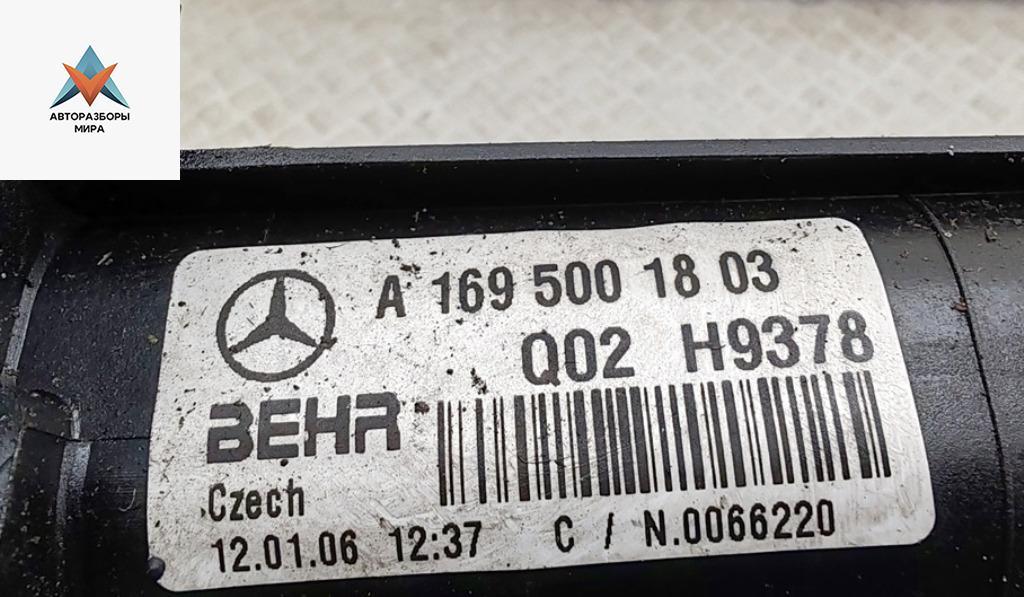 АВТОРАЗБОРЫ
МИРА
A 169 500 18 03
Q02 H9378
BEHR
Czech
12.01.06 12:37 C / N.0066220